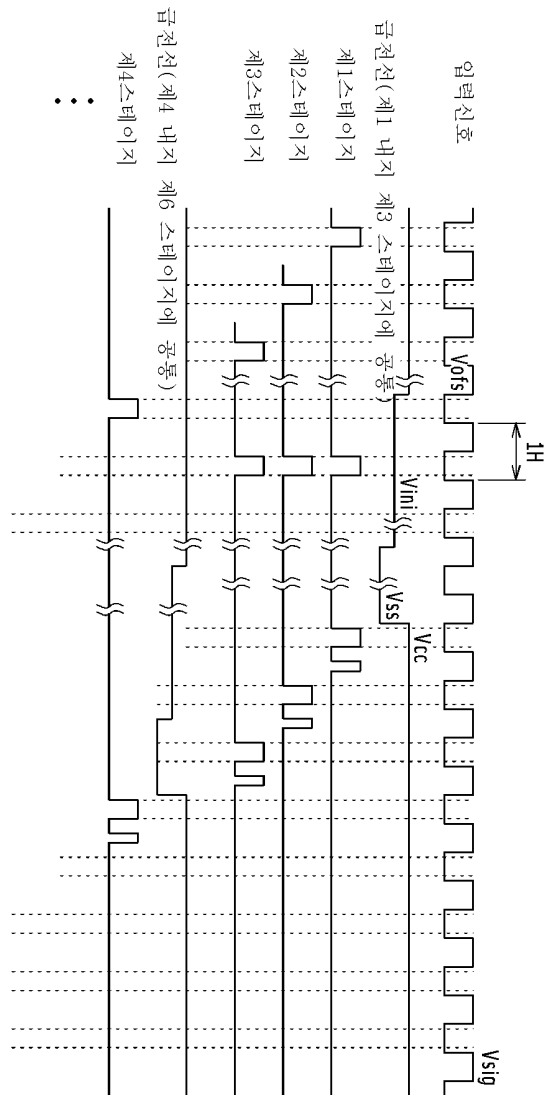 입력신호
급전선(제1 내지 제3 스테이지에 공통)
제1스테이지
제2스테이지
제3스테이지
급전선(제4 내지 제6 스테이지에 공통)
제4스테이지
Vofs
1H
Vini
Vss
Vcc
Vsig